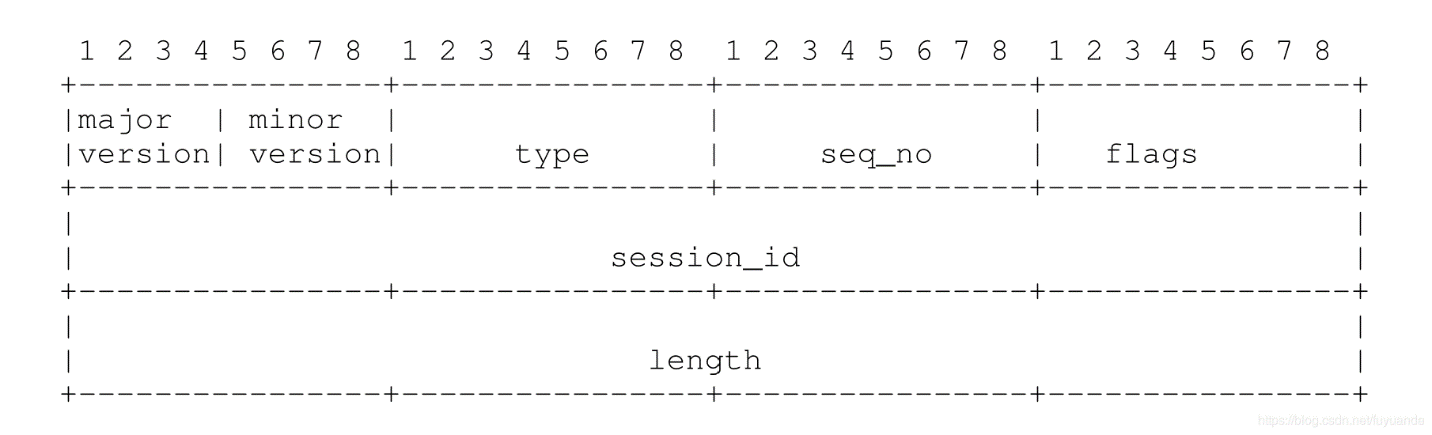 1 2 3 4 5 6 7 8 1 2 3 4 5 6 7 8 1 2 3 4 5 6 7 8 1 2 3 4 5 6 7 8
+----------------+----------------+----------------+----------------+
|major | minor | | | |
|version| version| type | seq_no | flags |
+----------------+----------------+----------------+----------------+
| |
| session_id |
+----------------+----------------+----------------+----------------+
| |
| length |
+----------------+----------------+----------------+----------------+
https://blog.csdn.net/fuyuande